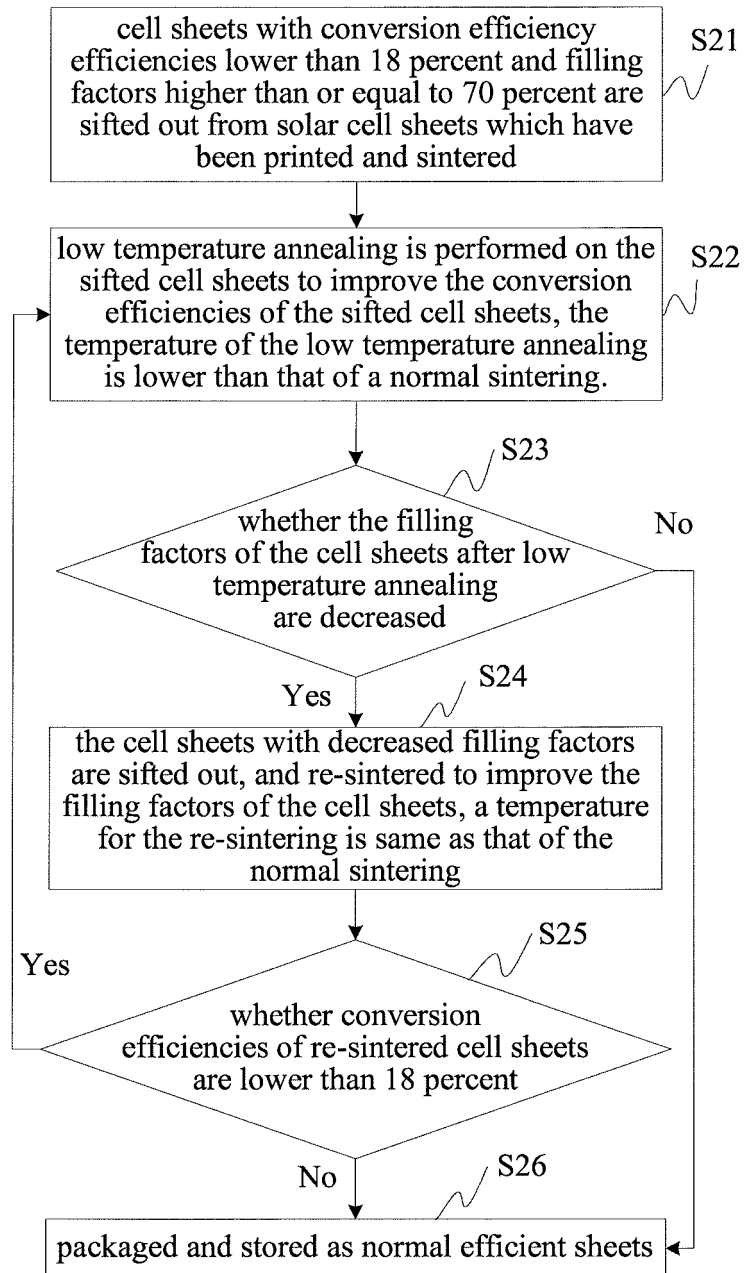 cell sheets with conversion efficiency
efficiencies lower than 18 percent and filling
factors higher than or equal to 70 percent are
sifted out from solar cell sheets which have
been printed and sintered
S21
low temperature annealing is performed on the
sifted cell sheets to improve the conversion
efficiencies of the sifted cell sheets, the
temperature of the low temperature annealing
is lower than that of a normal sintering.
S22
S23
whether the filling
factors of the cell sheets after low
temperature annealing
are decreased
No
Yes
S24
the cell sheets with decreased filling factors
are sifted out, and re-sintered to improve the
filling factors of the cell sheets, a temperature
for the re-sintering is same as that of the
normal sintering
S25
Yes
whether conversion
efficiencies of re-sintered cell sheets
are lower than 18 percent
No
S26
packaged and stored as normal efficient sheets